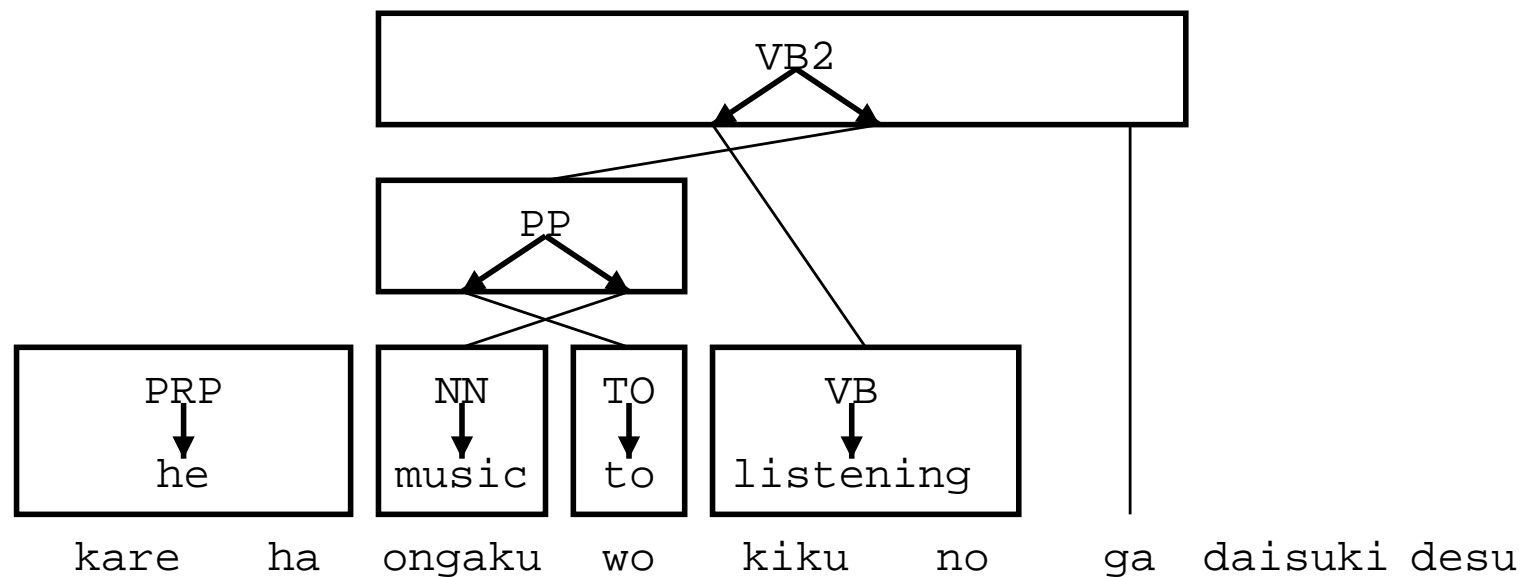 VB2
PP
PRP NN TO VB
he music to listening
kare ha ongaku wo kiku no ga daisuki desu